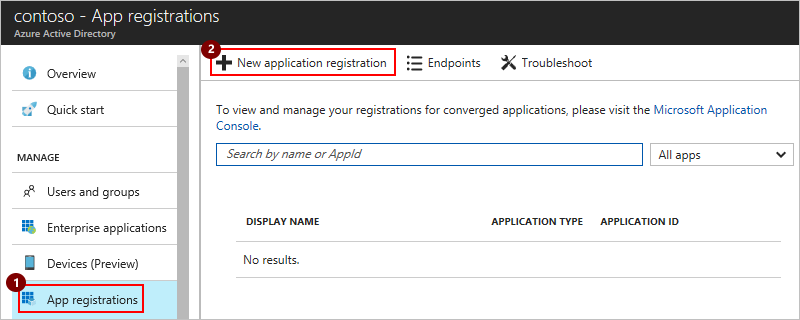 contoso - App registrations
Azure Active Directory
Overview
Quick start
MANAGE
Users and groups
Enterprise applications
Devices (Preview)
1
App registrations
2
New application registration
Endpoints
Troubleshoot
To view and manage your registrations for converged applications, please visit the Microsoft Application
Console.
Search by name or AppId
All apps
DISPLAY NAME
APPLICATION TYPE
APPLICATION ID
No results.